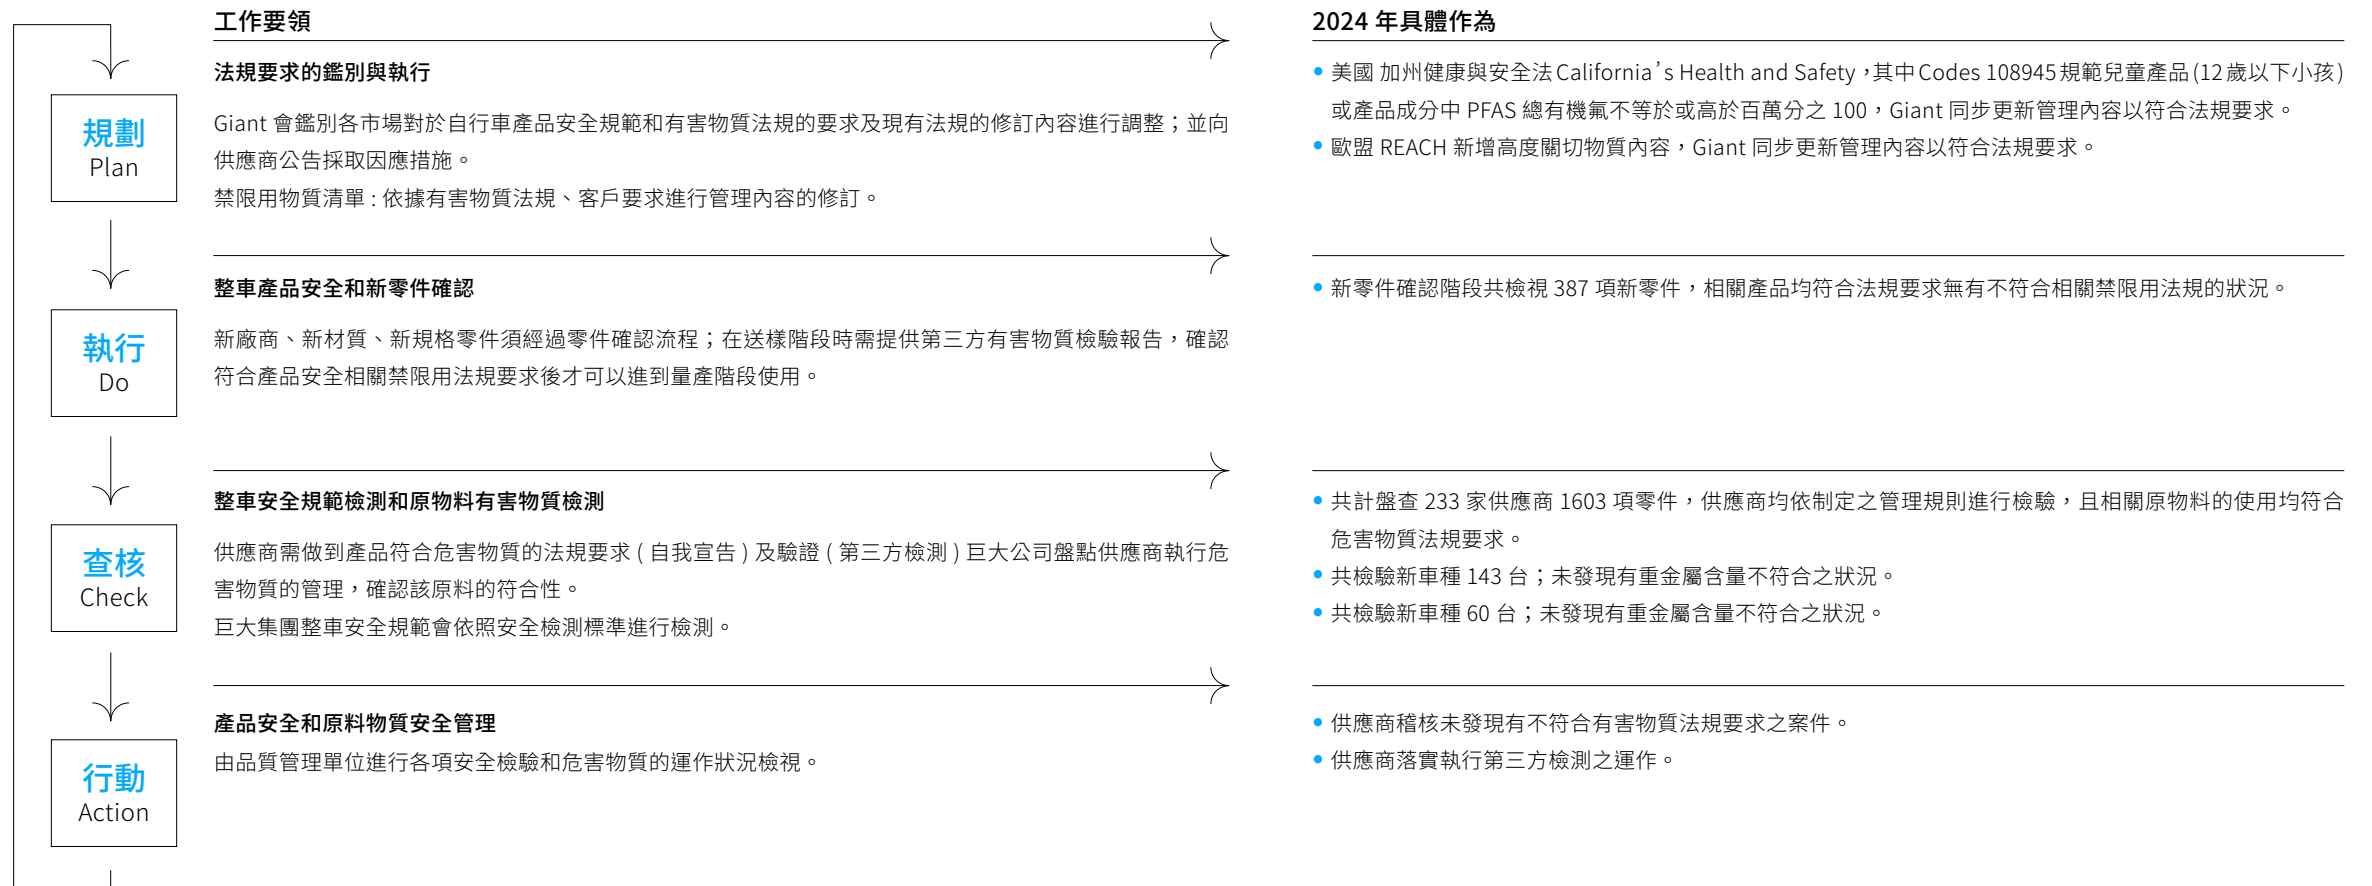 工作要領
2024 年具體作為
規劃
Plan
法規要求的鑑別與執行
Giant 會鑑別各市場對於自行車產品安全規範和有害物質法規的要求及現有法規的修訂內容進行調整；並向
供應商公告採取因應措施。
禁限用物質清單 : 依據有害物質法規、客戶要求進行管理內容的修訂。
• 美國 加州健康與安全法 California’s Health and Safety，其中 Codes 108945 規範兒童產品 (12 歲以下小孩)
或產品成分中 PFAS 總有機氟不等於或高於百萬分之 100，Giant 同步更新管理內容以符合法規要求。
• 歐盟 REACH 新增高度關切物質內容，Giant 同步更新管理內容以符合法規要求。
執行
Do
整車產品安全和新零件確認
新廠商、新材質、新規格零件須經過零件確認流程；在送樣階段時需提供第三方有害物質檢驗報告，確認
符合產品安全相關禁限用法規要求後才可以進到量產階段使用。
• 新零件確認階段共檢視 387 項新零件，相關產品均符合法規要求無有不符合相關禁限用法規的狀況。
查核
Check
整車安全規範檢測和原物料有害物質檢測
供應商需做到產品符合危害物質的法規要求 ( 自我宣告 ) 及驗證 ( 第三方檢測 ) 巨大公司盤點供應商執行危
害物質的管理，確認該原料的符合性。
巨大集團整車安全規範會依照安全檢測標準進行檢測。
• 共計盤查 233 家供應商 1603 項零件，供應商均依制定之管理規則進行檢驗，且相關原物料的使用均符合
危害物質法規要求。
• 共檢驗新車種 143 台；未發現有重金屬含量不符合之狀況。
• 共檢驗新車種 60 台；未發現有重金屬含量不符合之狀況。
行動
Action
產品安全和原料物質安全管理
由品質管理單位進行各項安全檢驗和危害物質的運作狀況檢視。
• 供應商稽核未發現有不符合有害物質法規要求之案件。
• 供應商落實執行第三方檢測之運作。